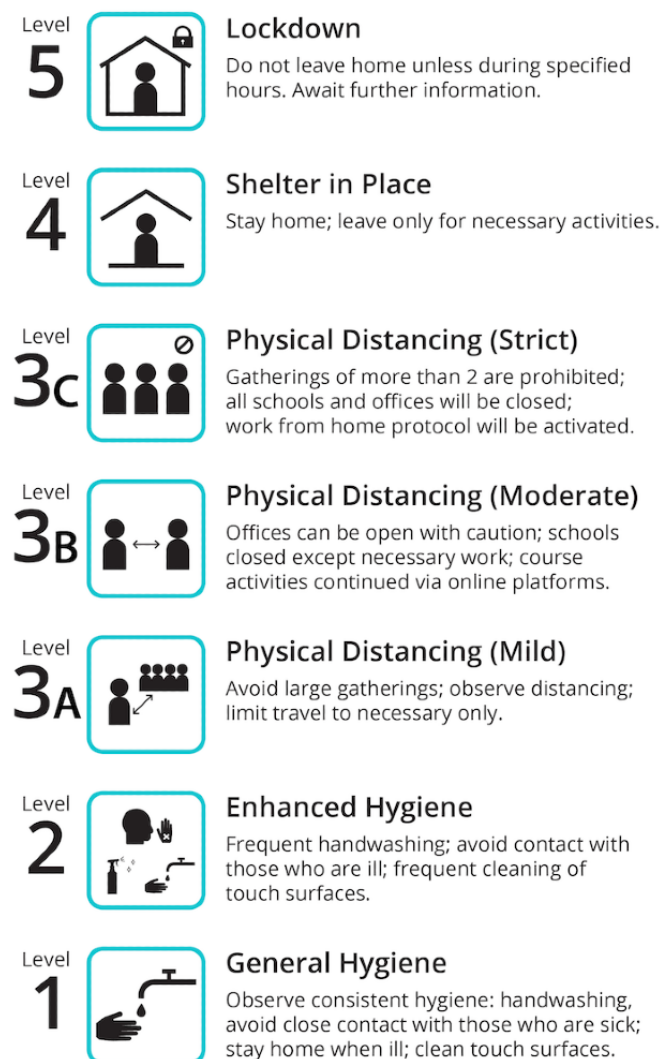 Level
5
Lockdown
Do not leave home unless during specified
hours. Await further information.
Level
4
Shelter in Place
Stay home; leave only for necessary activities.
Level
3C
Physical Distancing (Strict)
Gatherings of more than 2 are prohibited;
all schools and offices will be closed;
work from home protocol will be activated.
Level
3B
Physical Distancing (Moderate)
Offices can be open with caution; schools
closed except necessary work; course
activities continued via online platforms.
Level
3A
Physical Distancing (Mild)
Avoid large gatherings; observe distancing;
limit travel to necessary only.
Level
2
Enhanced Hygiene
Frequent handwashing; avoid contact with
those who are ill; frequent cleaning of
touch surfaces.
Level
1
General Hygiene
Observe consistent hygiene: handwashing,
avoid close contact with those who are sick;
stay home when ill; clean touch surfaces.